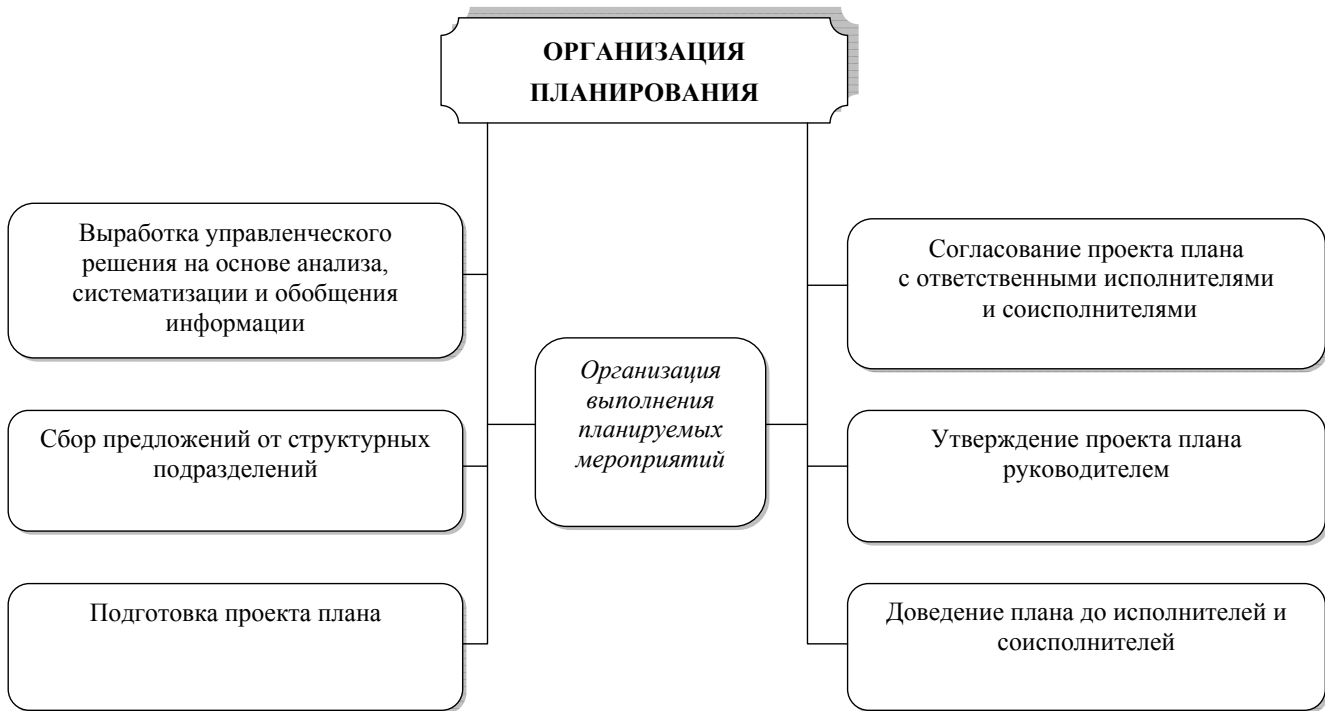 ОРГАНИЗАЦИЯ
ПЛАНИРОВАНИЯ
Выработка управленческого
решения на основе анализа,
систематизации и обобщения
информации
Сбор предложений от структурных
подразделений
Подготовка проекта плана
Организация
выполнения
планируемых
мероприятий
Согласование проекта плана
с ответственными исполнителями
и соисполнителями
Утверждение проекта плана
руководителем
Доведение плана до исполнителей и
соисполнителей